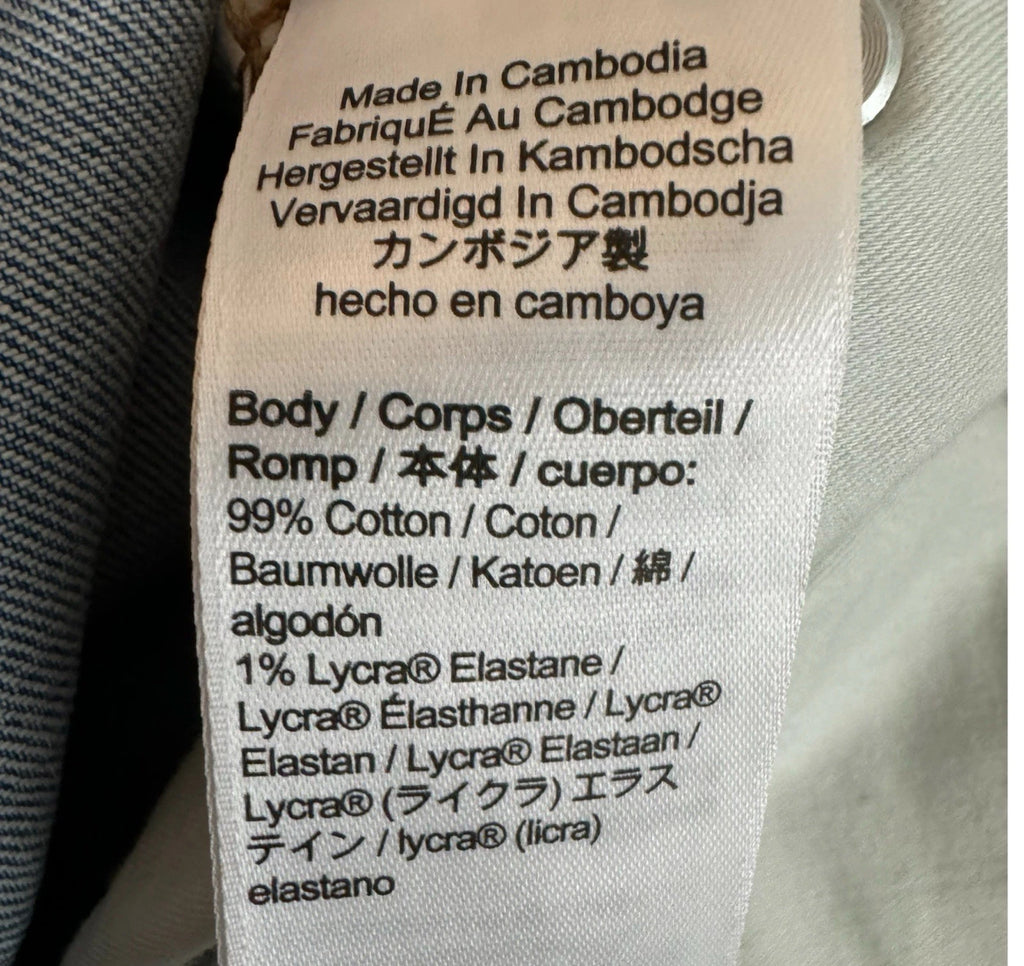 Made In Cambodia
FabriquÉ Au Cambodge
Hergestellt In Kambodscha
Vervaardigd In Cambodja
カンボジア製
hecho en camboya
Body / Corps / Oberteil /
Romp / 本体 / cuerpo:
99% Cotton / Coton /
Baumwolle / Katoen / 綿 /
algodón
1% Lycra® Elastane /
Lycra® Élasthanne / Lycra®
Elastan / Lycra® Elastaan /
Lycra® (ライクラ) エラス
テイン / lycra® (licra)
elastano